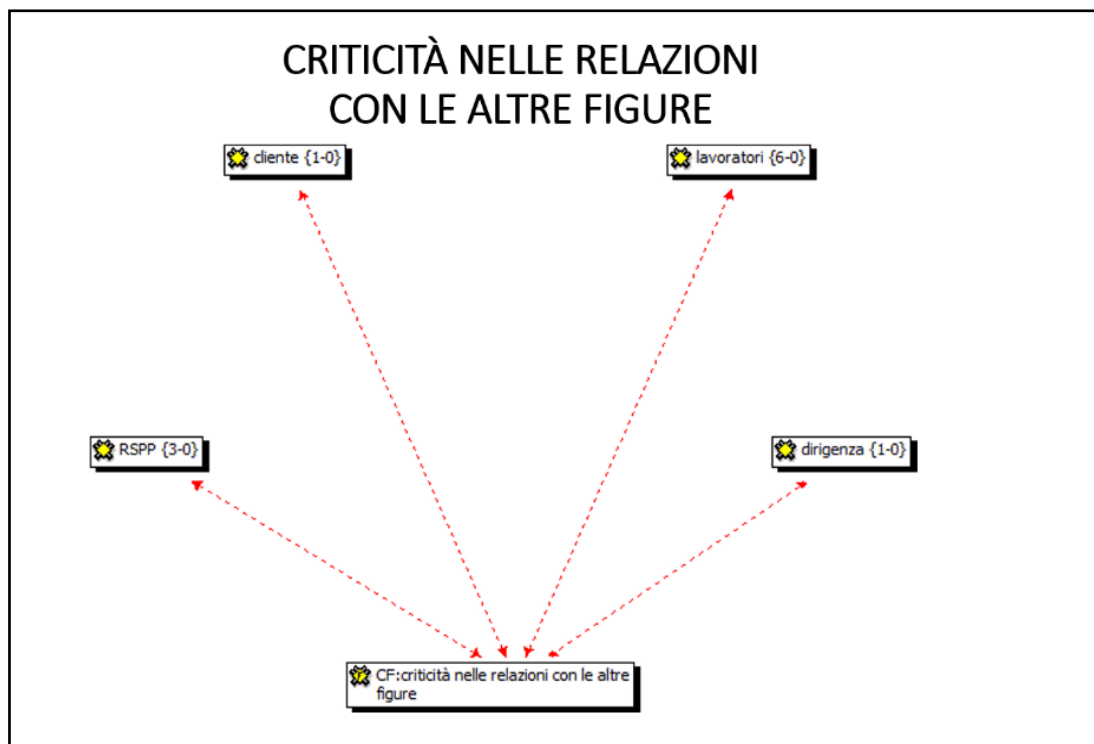 CRITICITÀ NELLE RELAZIONI
CON LE ALTRE FIGURE
cliente {1-0}
lavoratori {6-0}
RSPP {3-0}
dirigenza {1-0}
CF:criticità nelle relazioni con le altre
figure